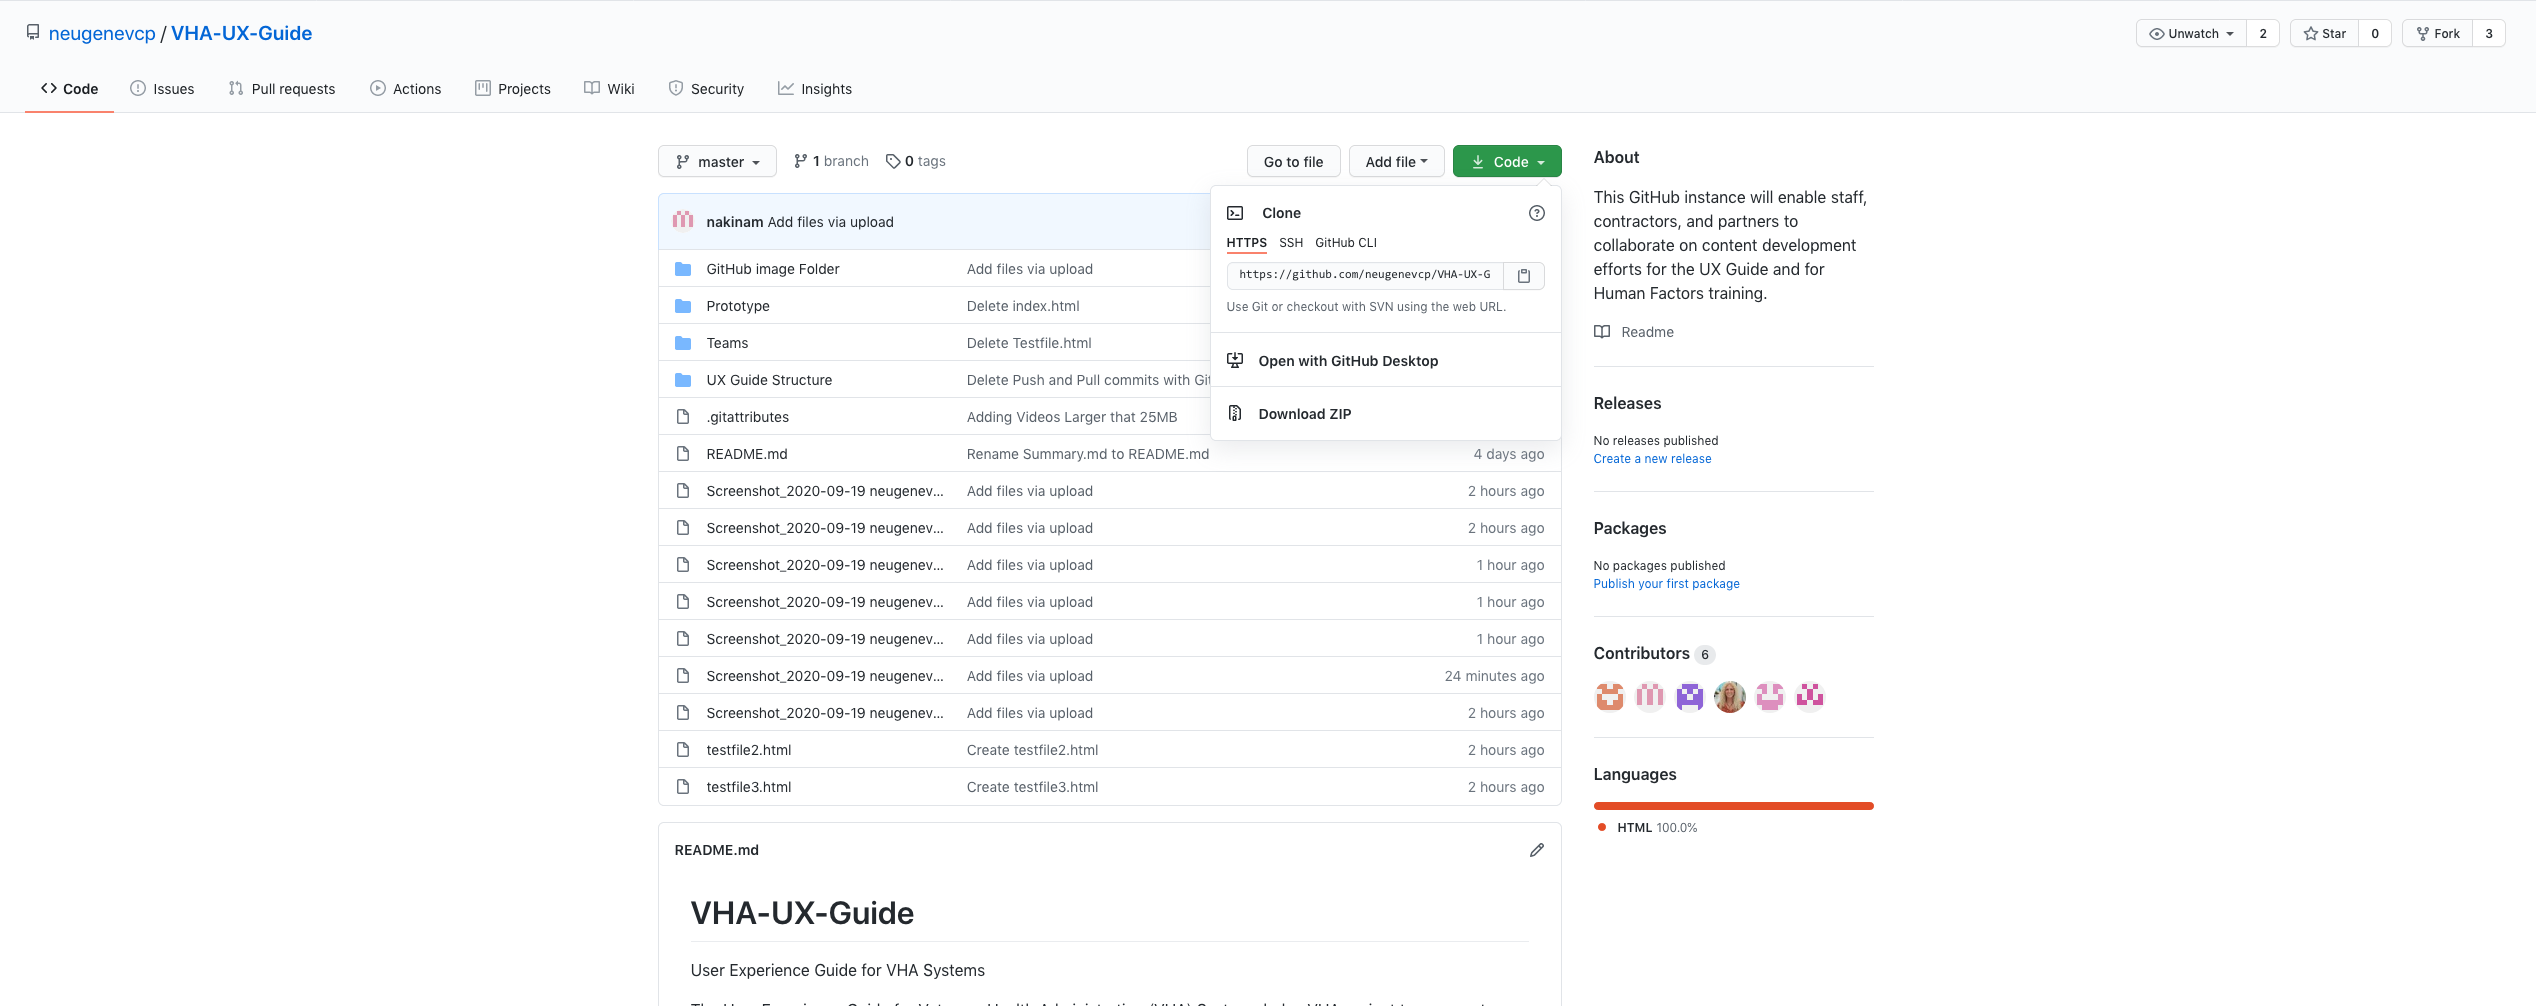 neugenevcp / VHA-UX-Guide
Unwatch 2 Star 0 Fork 3
Code Issues Pull requests Actions Projects Wiki Security Insights
master 1 branch 0 tags Go to file Add file Code
nakinam Add files via upload
GitHub image Folder Add files via upload
Prototype Delete index.html
Teams Delete Testfile.html
UX Guide Structure Delete Push and Pull commits with Git
.gitattributes Adding Videos Larger that 25MB
README.md Rename Summary.md to README.md 4 days ago
Screenshot_2020-09-19 neugenev... Add files via upload 2 hours ago
Screenshot_2020-09-19 neugenev... Add files via upload 2 hours ago
Screenshot_2020-09-19 neugenev... Add files via upload 1 hour ago
Screenshot_2020-09-19 neugenev... Add files via upload 1 hour ago
Screenshot_2020-09-19 neugenev... Add files via upload 1 hour ago
Screenshot_2020-09-19 neugenev... Add files via upload 24 minutes ago
Screenshot_2020-09-19 neugenev... Add files via upload 2 hours ago
testfile2.html Create testfile2.html 2 hours ago
testfile3.html Create testfile3.html 2 hours ago
Clone
HTTPS SSH GitHub CLI
https://github.com/neugenevcp/VHA-UX-G
Use Git or checkout with SVN using the web URL.
Open with GitHub Desktop
Download ZIP
README.md
VHA-UX-Guide
User Experience Guide for VHA Systems
About
This GitHub instance will enable staff,
contractors, and partners to
collaborate on content development
efforts for the UX Guide and for
Human Factors training.
Readme
Releases
No releases published
Create a new release
Packages
No packages published
Publish your first package
Contributors 6
Languages
HTML 100.0%